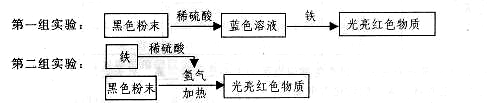 第一组实验： 黑色粉末 稀硫酸 蓝色溶液 铁 光亮红色物质
第二组实验： 铁 稀硫酸
氢气
黑色粉末 加热 光亮红色物质